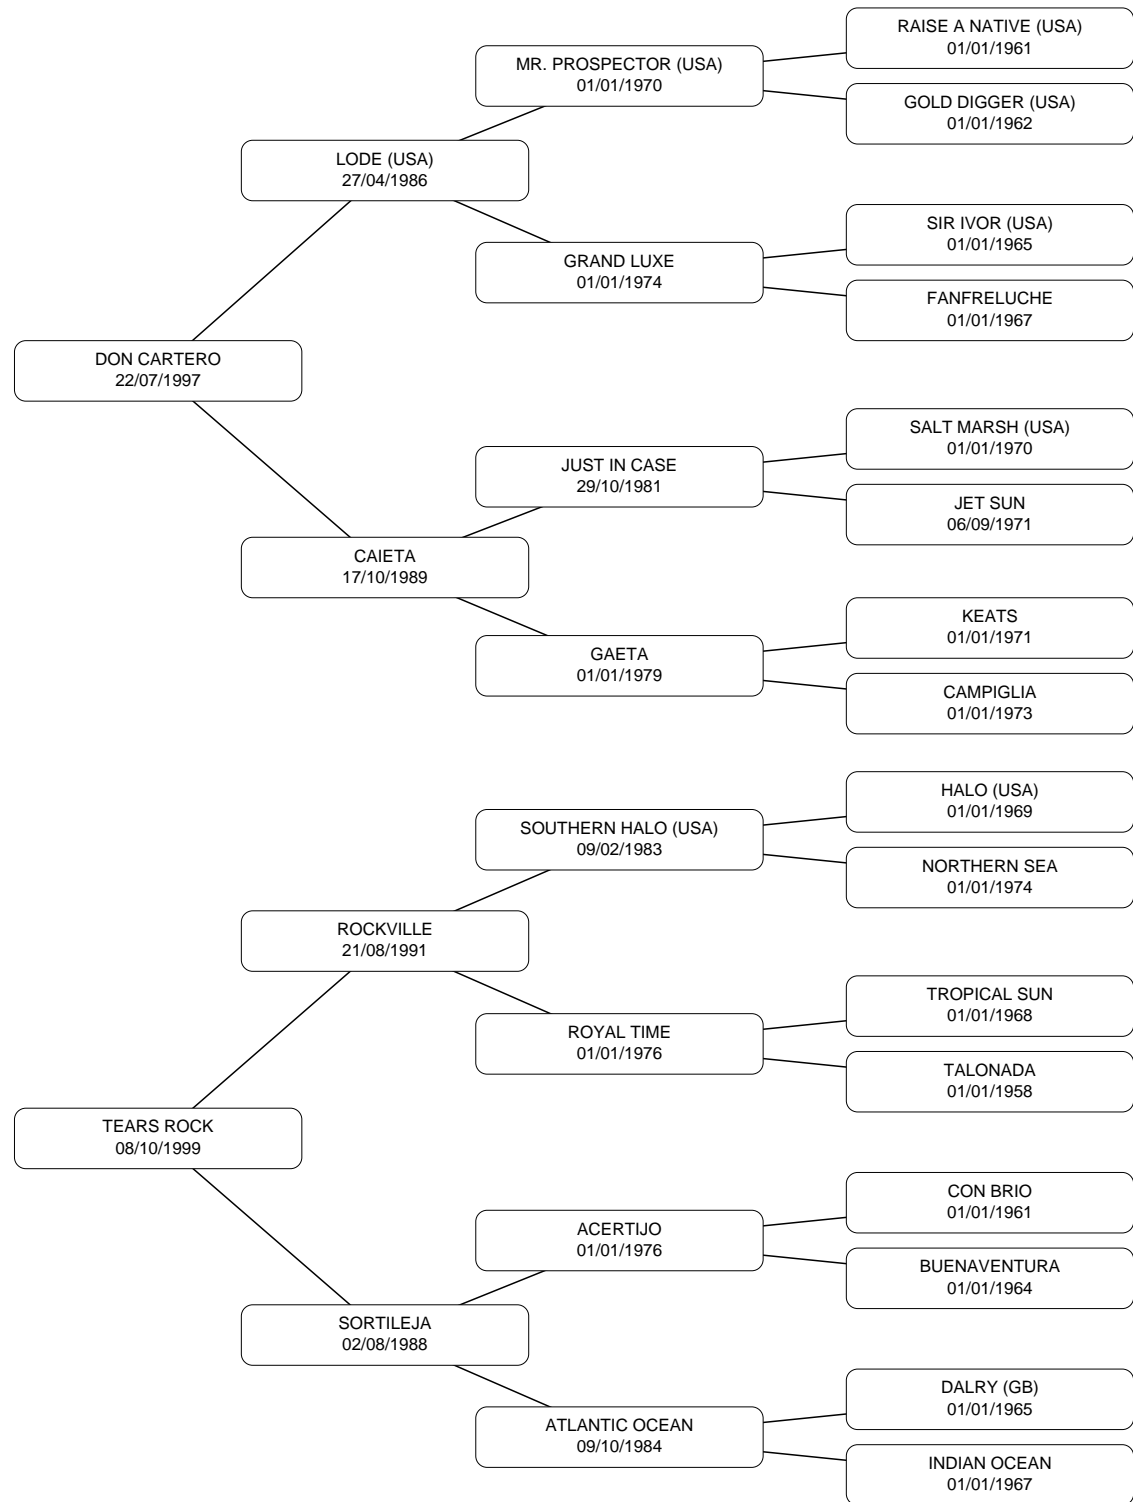 RAISE A NATIVE (USA)
01/01/1961
MR. PROSPECTOR (USA)
01/01/1970
GOLD DIGGER (USA)
01/01/1962
LODE (USA)
27/04/1986
SIR IVOR (USA)
01/01/1965
GRAND LUXE
01/01/1974
FANFRELUCHE
01/01/1967
DON CARTERO
22/07/1997
SALT MARSH (USA)
01/01/1970
JUST IN CASE
29/10/1981
JET SUN
06/09/1971
CAIETA
17/10/1989
KEATS
01/01/1971
GAETA
01/01/1979
CAMPIGLIA
01/01/1973
HALO (USA)
01/01/1969
SOUTHERN HALO (USA)
09/02/1983
NORTHERN SEA
01/01/1974
ROCKVILLE
21/08/1991
TROPICAL SUN
01/01/1968
ROYAL TIME
01/01/1976
TALONADA
01/01/1958
TEARS ROCK
08/10/1999
CON BRIO
01/01/1961
ACERTIJO
01/01/1976
BUENAVENTURA
01/01/1964
SORTILEJA
02/08/1988
DALRY (GB)
01/01/1965
ATLANTIC OCEAN
09/10/1984
INDIAN OCEAN
01/01/1967